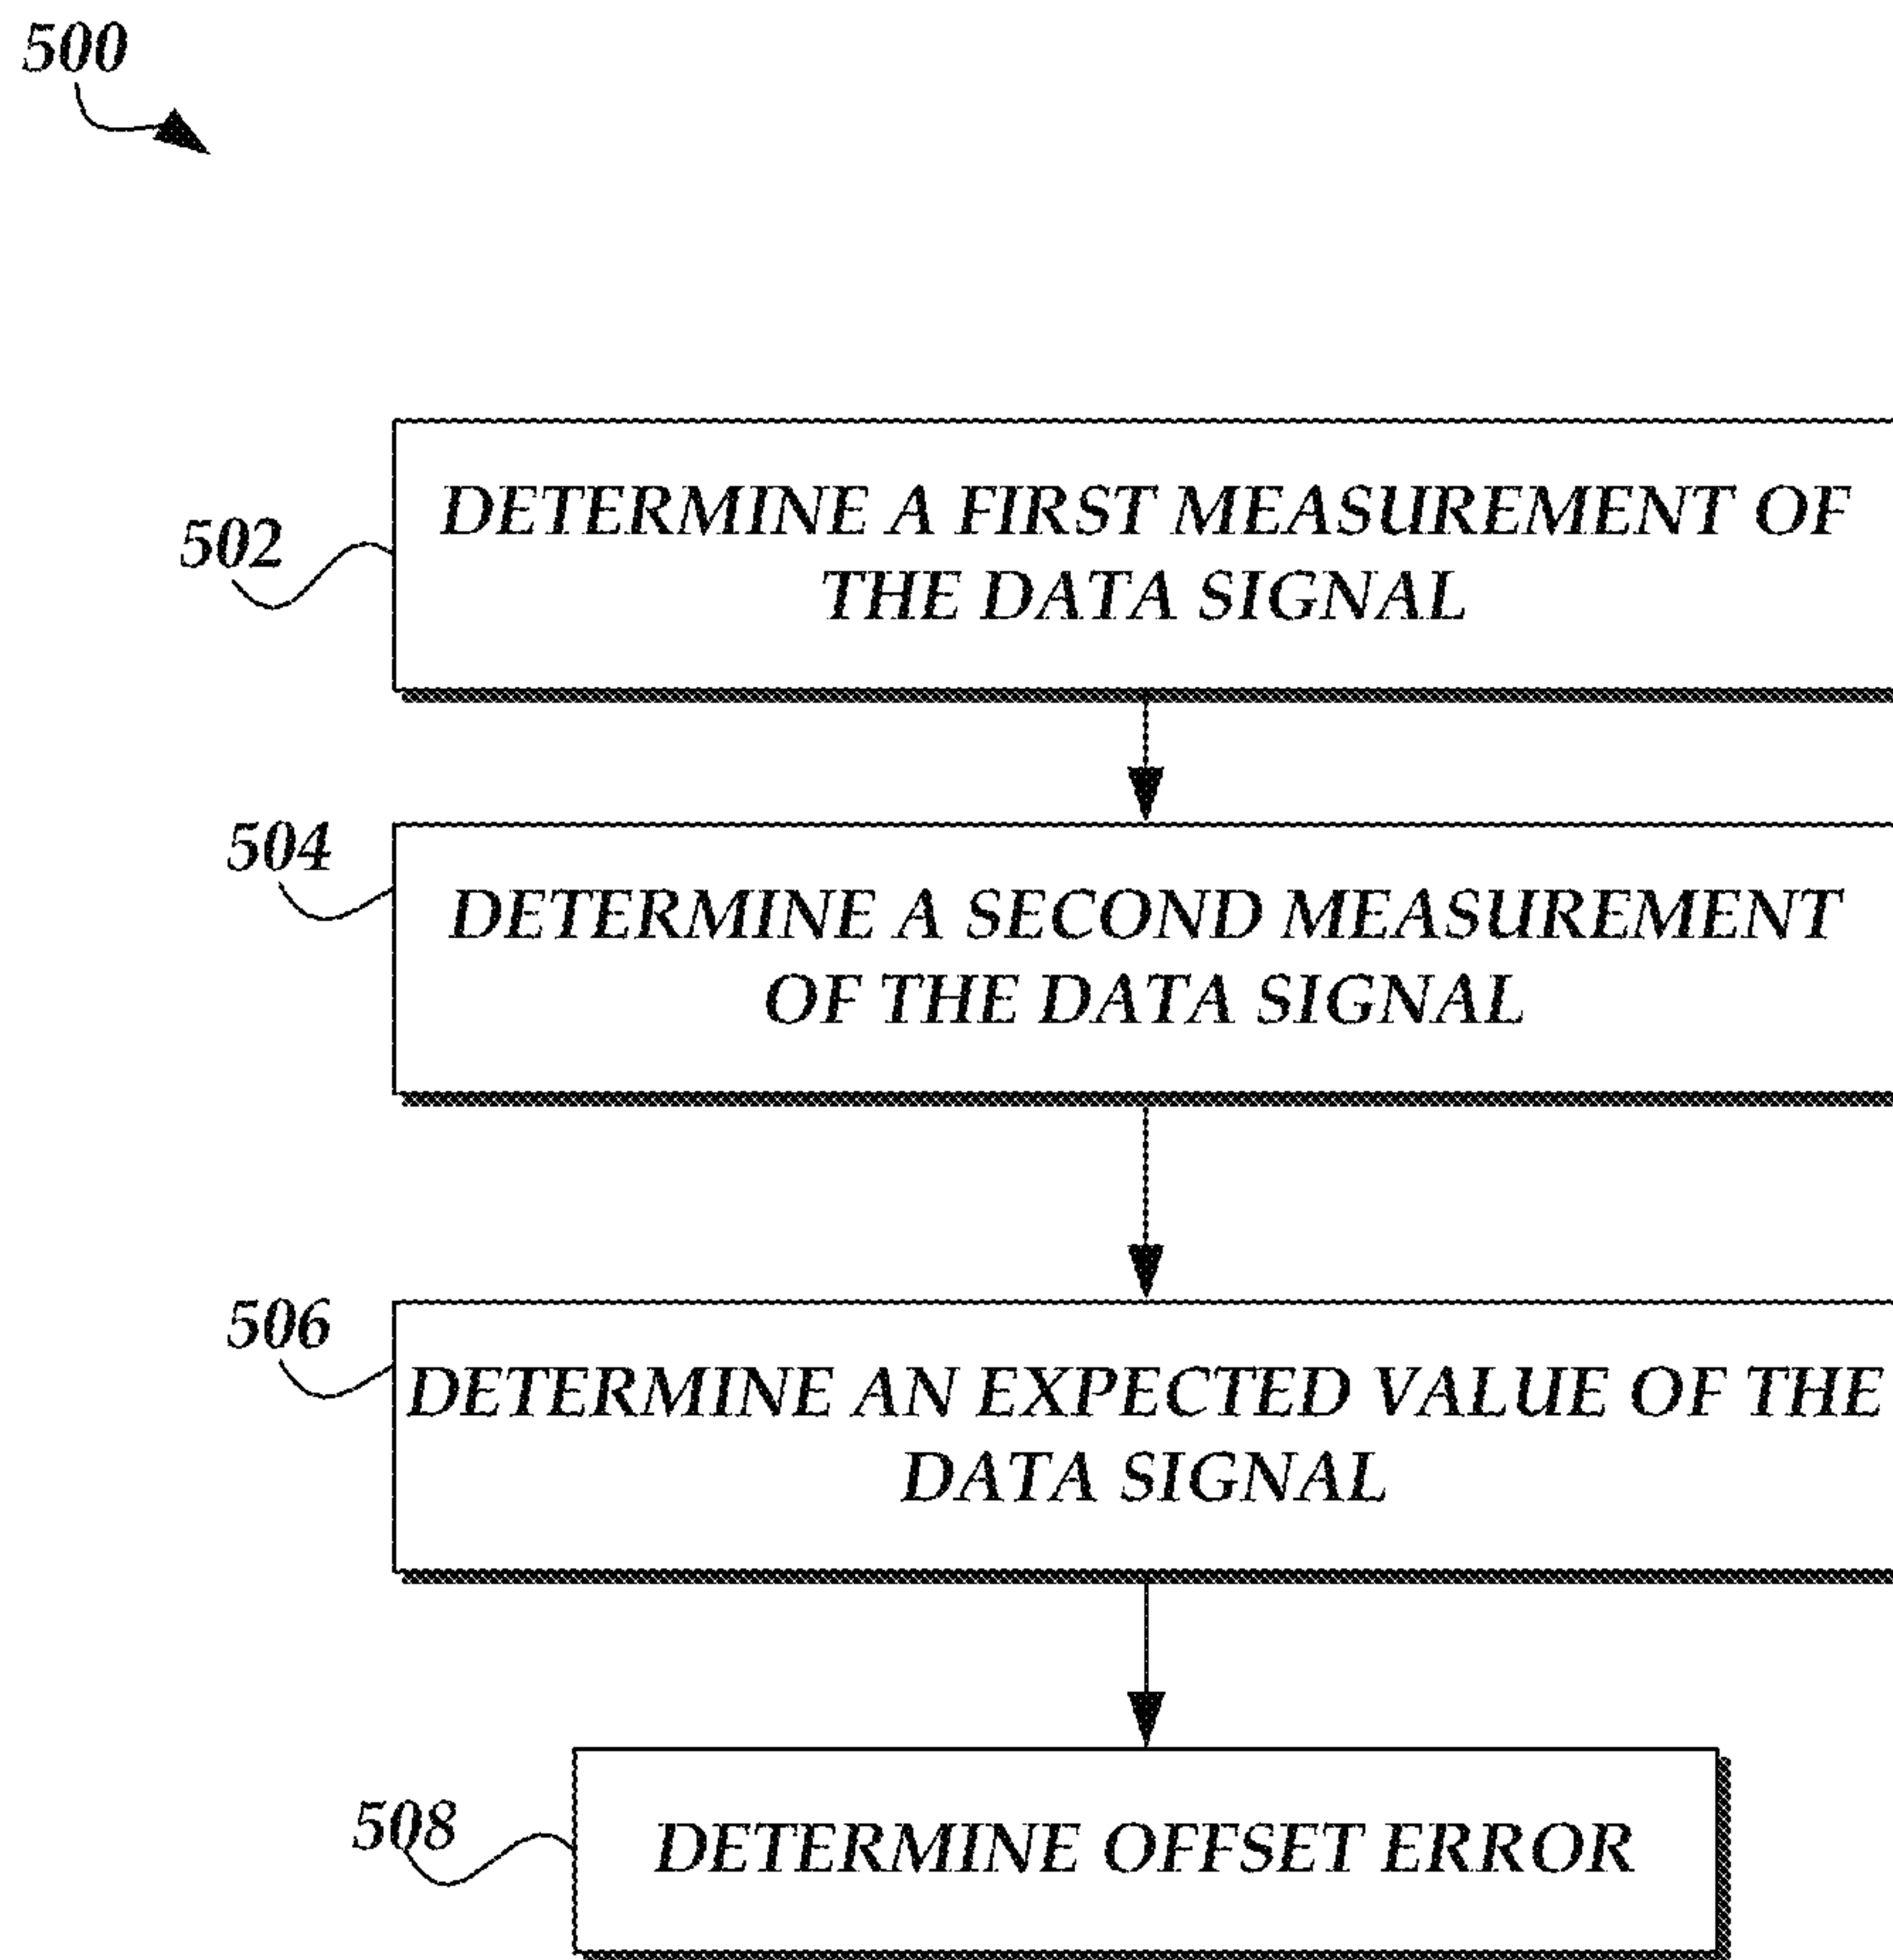 500
502
DETERMINE A FIRST MEASUREMENT OF
THE DATA SIGNAL
504
DETERMINE A SECOND MEASUREMENT
OF THE DATA SIGNAL
506
DETERMINE AN EXPECTED VALUE OF THE
DATA SIGNAL
508
DETERMINE OFFSET ERROR